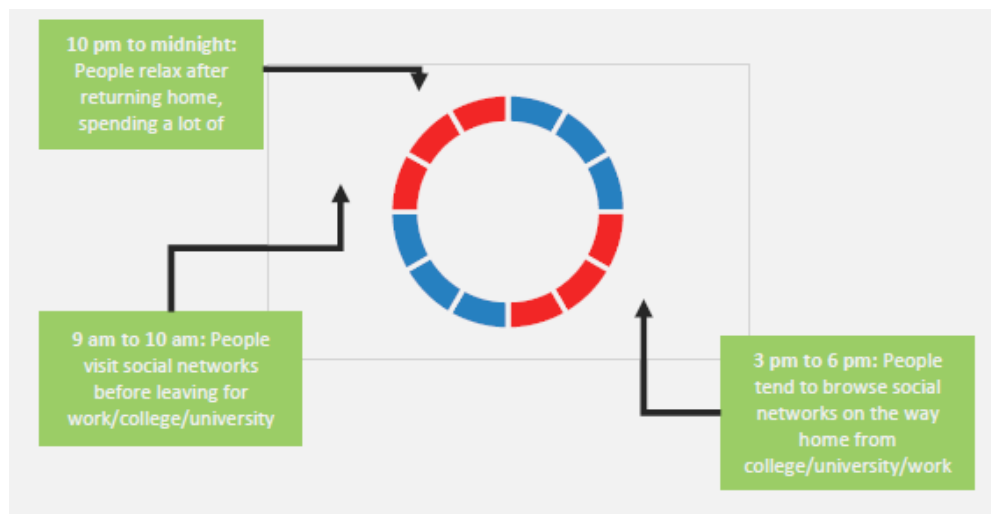 10 pm to midnight:
People relax after
returning home,
spending a lot of
9 am to 10 am: People
visit social networks
before leaving for
work/college/university
3 pm to 6 pm: People
tend to browse social
networks on the way
home from
college/university/work